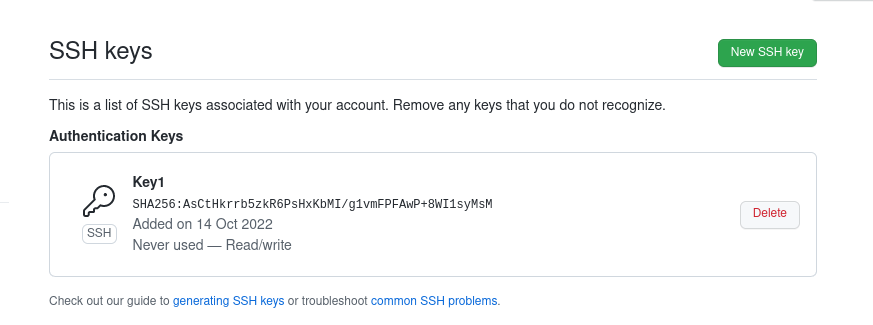 SSH keys
New SSH key
This is a list of SSH keys associated with your account. Remove any keys that you do not recognize.
Authentication Keys
Key1
SHA256:AsCtHkrrb5zkR6PsHxKbMI/g1vmFPFAwP+8WI1syMsM
Added on 14 Oct 2022
Never used — Read/write
SSH
Delete
Check out our guide to generating SSH keys or troubleshoot common SSH problems.